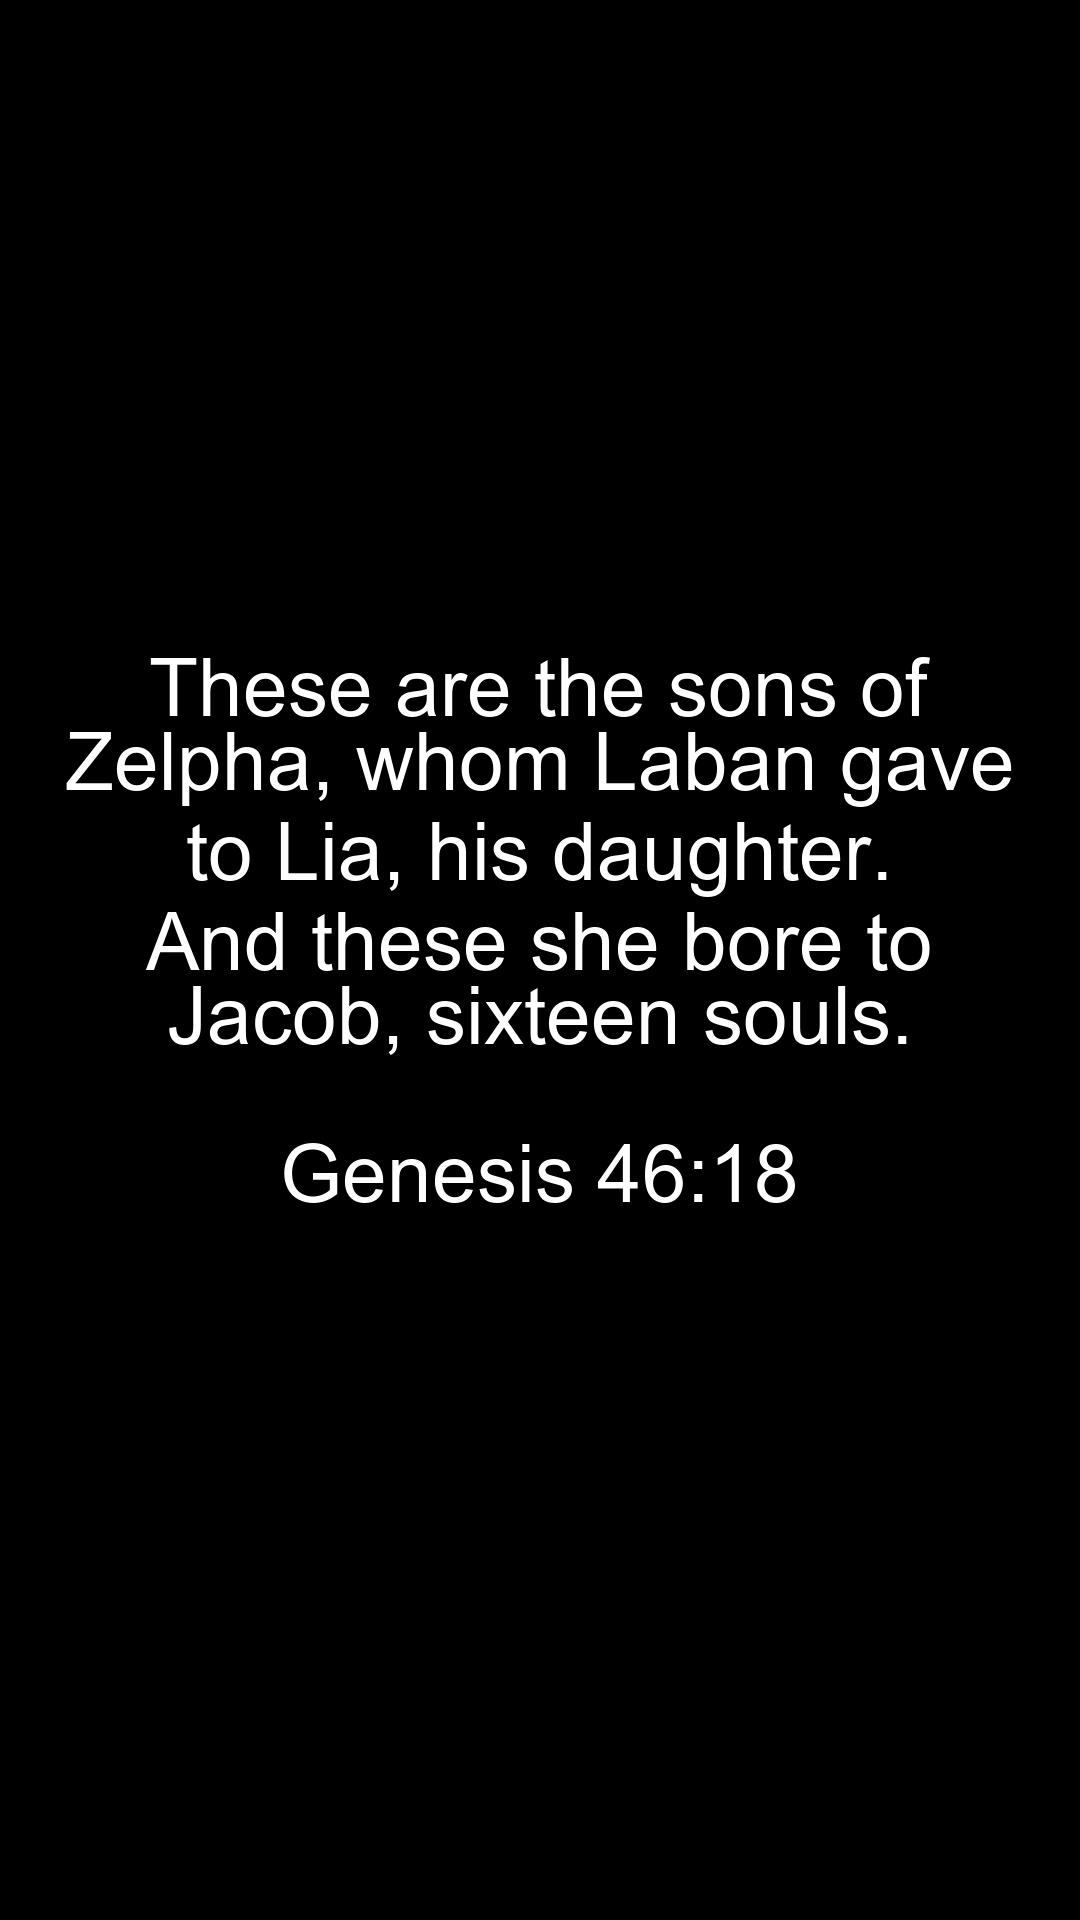 These are the sons of
Zelpha, whom Laban gave
to Lia, his daughter.
And these she bore to
Jacob, sixteen souls.
Genesis 46:18